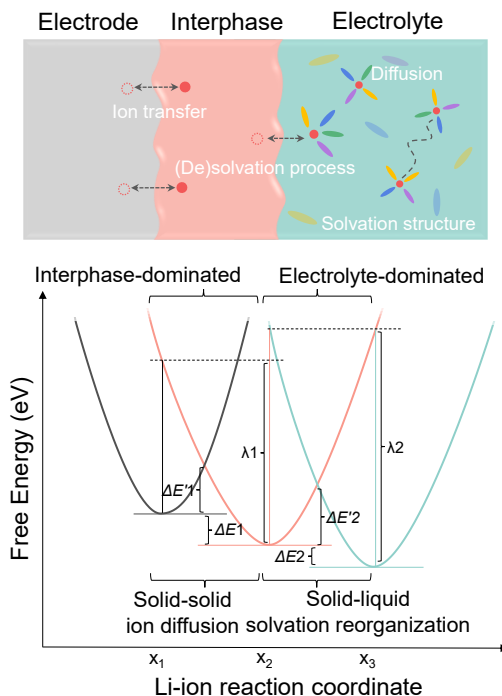 Electrode Interphase Electrolyte
Diffusion
Ion transfer
(De)solvation process
Solvation structure
Interphase-dominated Electrolyte-dominated
Free Energy (eV)
λ1
λ2
ΔE'1
ΔE'2
ΔE1
ΔE2
Solid-solid Solid-liquid
ion diffusion solvation reorganization
x₁ x₂ x₃
Li-ion reaction coordinate